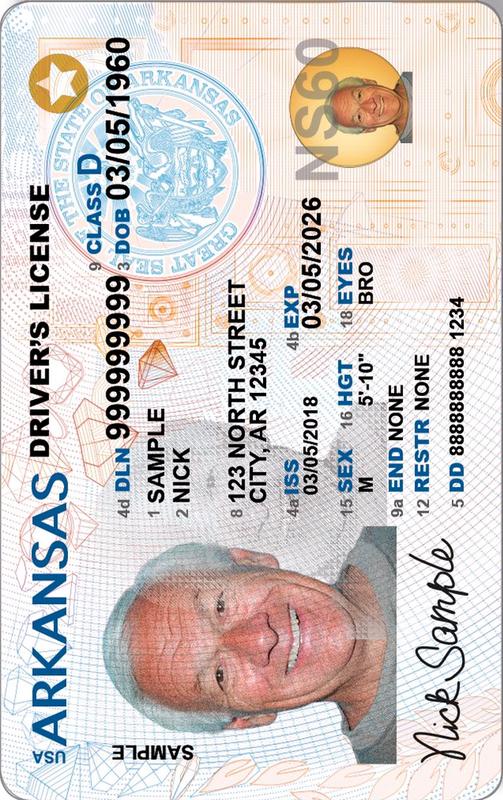 USA ARKANSAS DRIVER'S LICENSE
THE STATE OF ARKANSAS
GREAT SEAL OF
9 CLASS D
4d DLN 999999999 3 DOB 03/05/1960
1 SAMPLE
2 NICK
8 123 NORTH STREET
CITY, AR 12345
4a ISS 4b EXP
03/05/2018 03/05/2026
15 SEX 16 HGT 18 EYES
M 5'-10" BRO
9a END NONE
12 RESTR NONE
5 DD 8888888888 1234
NS60
SAMPLE
SAMPLE
Nick Sample